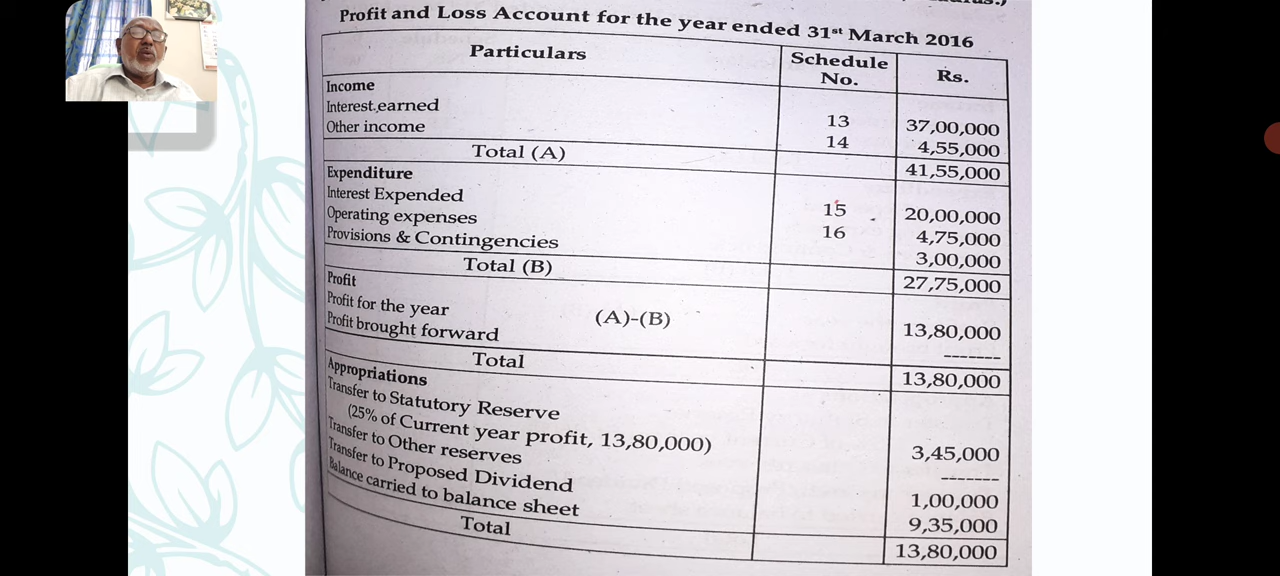 Profit and Loss Account for the year ended 31st March 2016
Particulars Schedule No. Rs.
Income
Interest earned 13 37,00,000
Other income 14 4,55,000
Total (A) 41,55,000
Expenditure
Interest Expended 15 20,00,000
Operating expenses 16 4,75,000
Provisions & Contingencies 3,00,000
Total (B) 27,75,000
Profit
Profit for the year (A)-(B) 13,80,000
Profit brought forward -------
Total 13,80,000
Appropriations
Transfer to Statutory Reserve
(25% of Current year profit, 13,80,000) 3,45,000
Transfer to Other reserves -------
Transfer to Proposed Dividend 1,00,000
Balance carried to balance sheet 9,35,000
Total 13,80,000